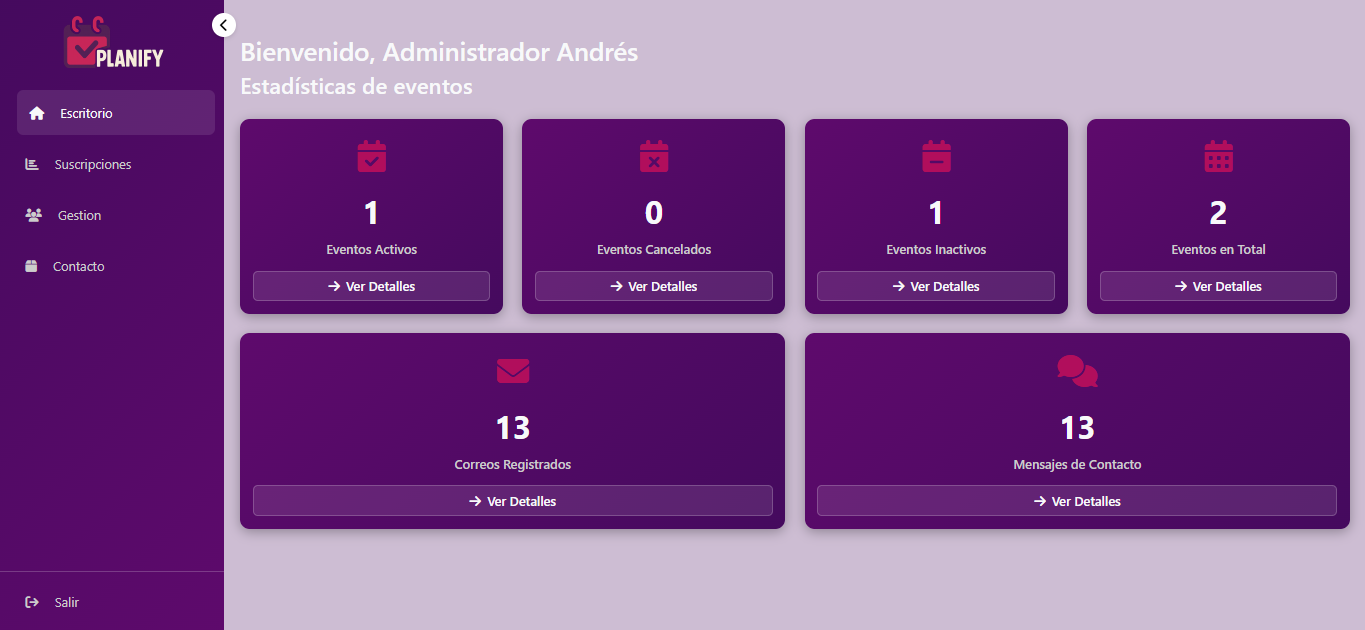 PLANIFY
Escritorio
Suscripciones
Gestion
Contacto
Salir
Bienvenido, Administrador Andrés
Estadísticas de eventos
1
Eventos Activos
Ver Detalles
0
Eventos Cancelados
Ver Detalles
1
Eventos Inactivos
Ver Detalles
2
Eventos en Total
Ver Detalles
13
Correos Registrados
Ver Detalles
13
Mensajes de Contacto
Ver Detalles